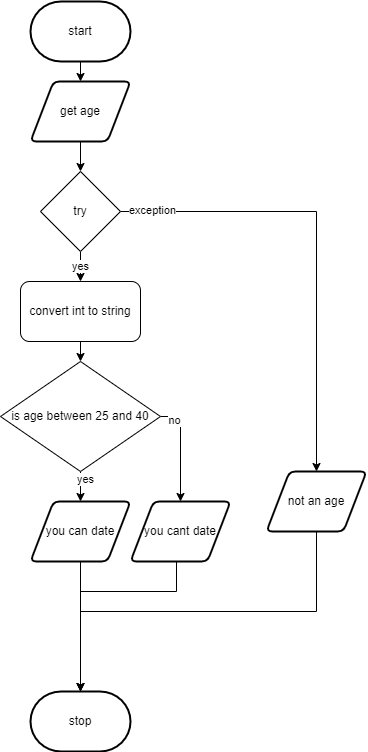 start
get age
try
exception
yes
convert int to string
is age between 25 and 40
no
yes
you can date
you cant date
not an age
stop